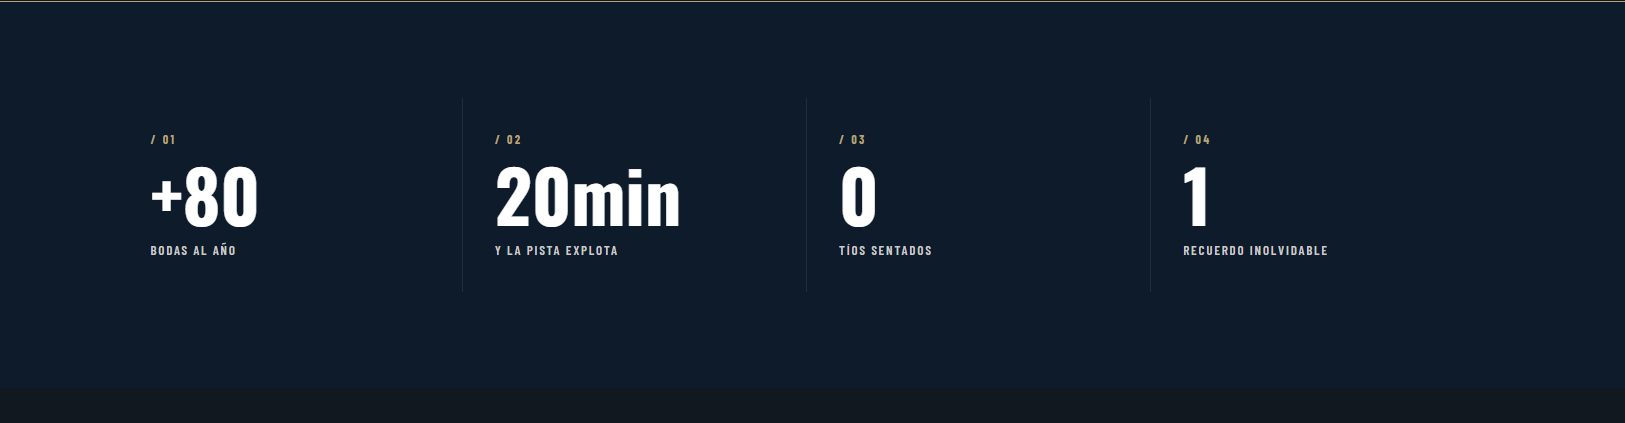 / 01
+80
BODAS AL AÑO
/ 02
20min
Y LA PISTA EXPLOTA
/ 03
0
TÍOS SENTADOS
/ 04
1
RECUERDO INOLVIDABLE